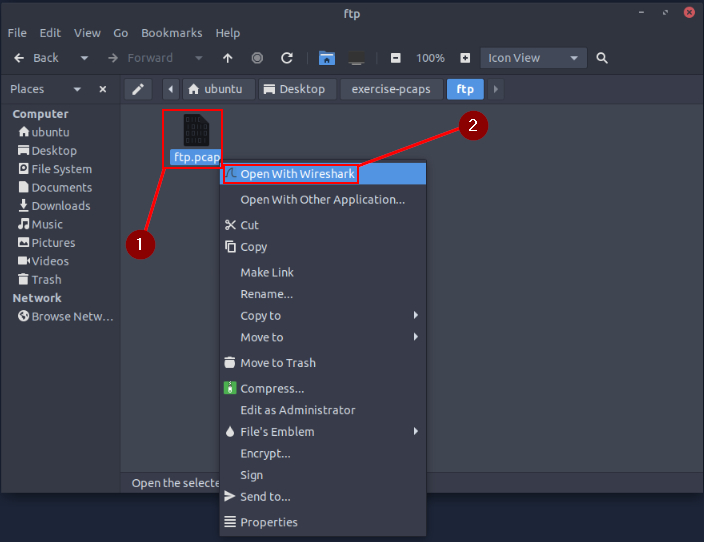 ftp
File Edit View Go Bookmarks Help
Back Forward 100% Icon View
Places ubuntu Desktop exercise-pcaps ftp
Computer
ubuntu
Desktop
File System
Documents
Downloads
Music
Pictures
Videos
Trash
Network
Browse Netw...
ftp.pcap
1
2
Open With Wireshark
Open With Other Application...
Cut
Copy
Make Link
Rename...
Copy to
Move to
Move to Trash
Compress...
Edit as Administrator
File's Emblem
Encrypt...
Sign
Send to...
Properties
Open the selecte